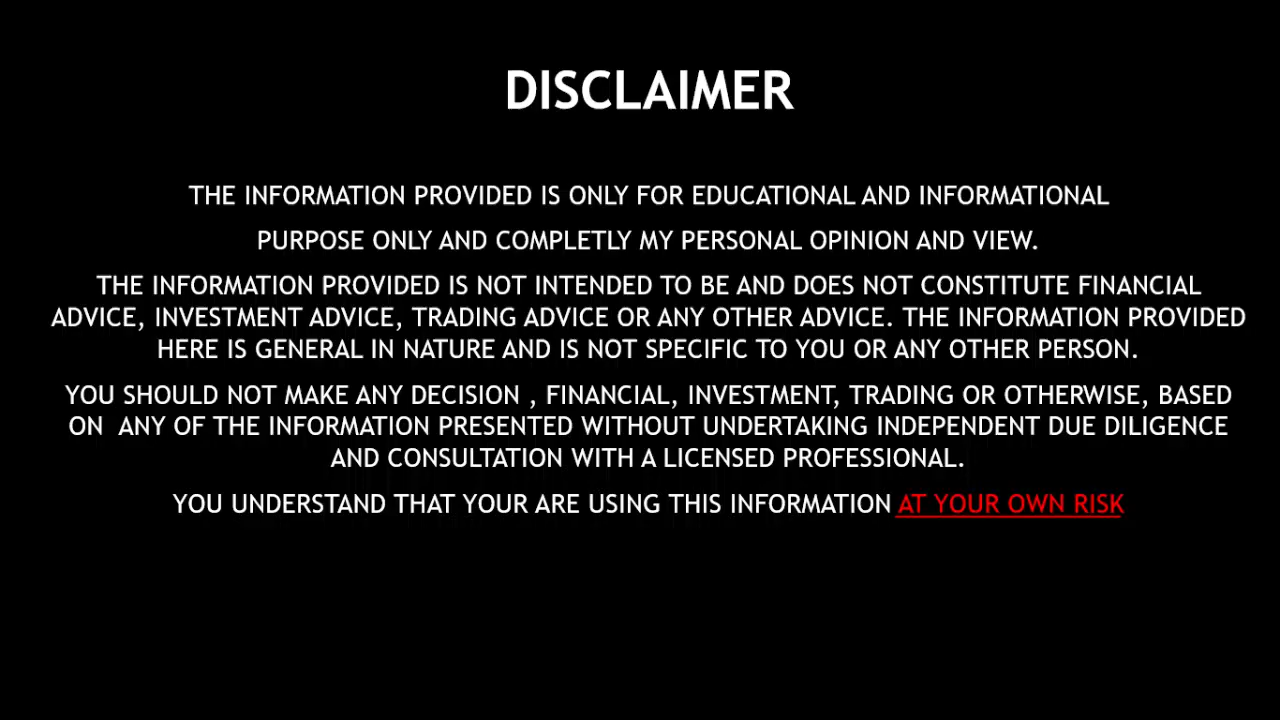 DISCLAIMER
THE INFORMATION PROVIDED IS ONLY FOR EDUCATIONAL AND INFORMATIONAL
PURPOSE ONLY AND COMPLETLY MY PERSONAL OPINION AND VIEW.
THE INFORMATION PROVIDED IS NOT INTENDED TO BE AND DOES NOT CONSTITUTE FINANCIAL
ADVICE, INVESTMENT ADVICE, TRADING ADVICE OR ANY OTHER ADVICE. THE INFORMATION PROVIDED
HERE IS GENERAL IN NATURE AND IS NOT SPECIFIC TO YOU OR ANY OTHER PERSON.
YOU SHOULD NOT MAKE ANY DECISION , FINANCIAL, INVESTMENT, TRADING OR OTHERWISE, BASED
ON  ANY OF THE INFORMATION PRESENTED WITHOUT UNDERTAKING INDEPENDENT DUE DILIGENCE
AND CONSULTATION WITH A LICENSED PROFESSIONAL.
YOU UNDERSTAND THAT YOUR ARE USING THIS INFORMATION AT YOUR OWN RISK